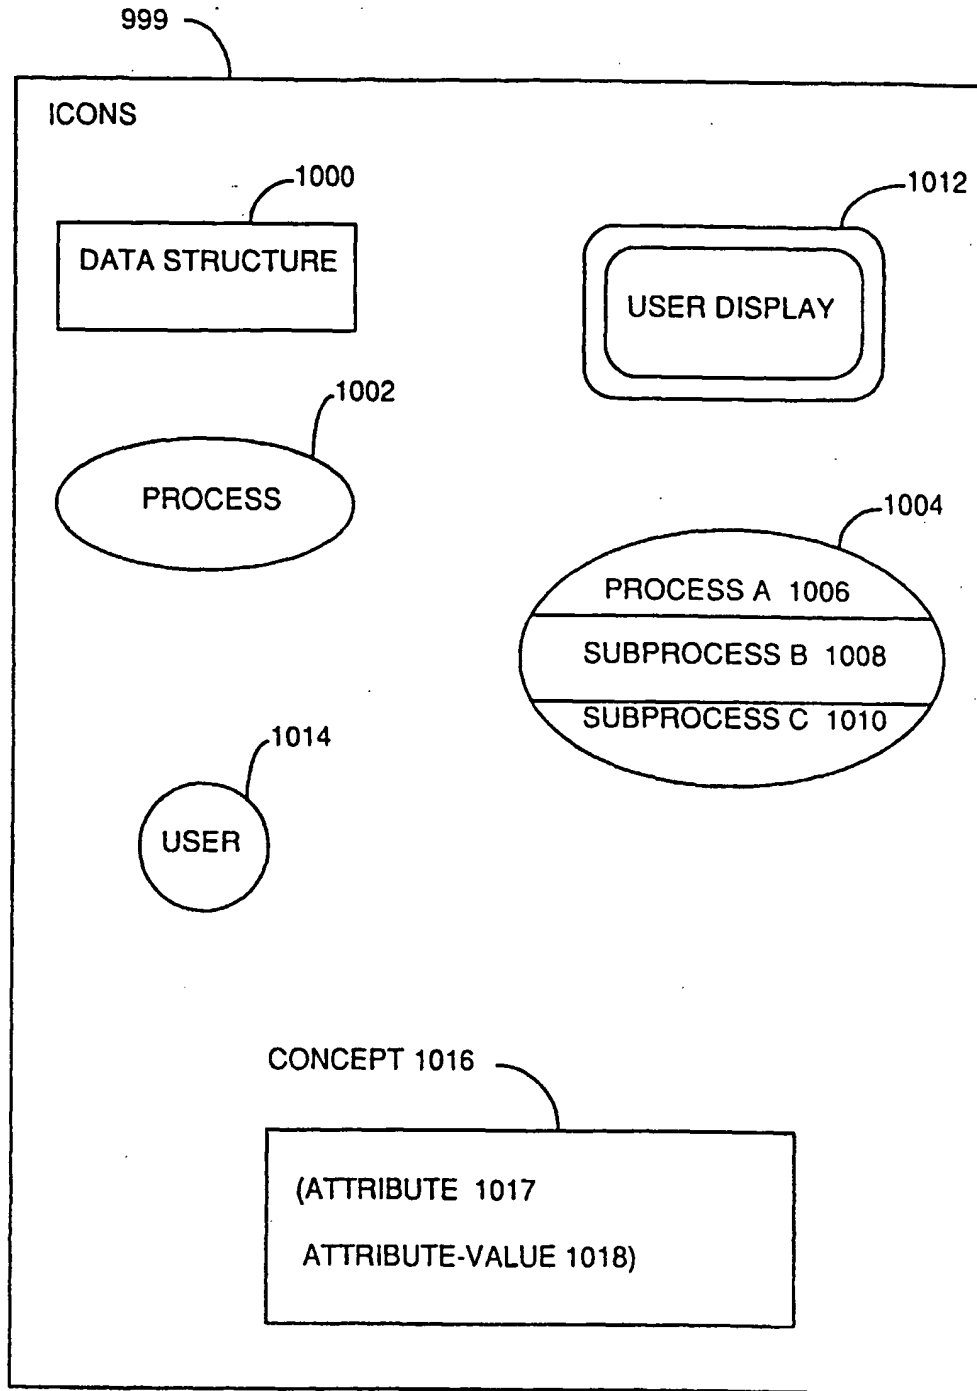 999
ICONS
1000
DATA STRUCTURE
1012
USER DISPLAY
1002
PROCESS
1004
PROCESS A 1006
SUBPROCESS B 1008
SUBPROCESS C 1010
1014
USER
CONCEPT 1016
(ATTRIBUTE 1017
ATTRIBUTE-VALUE 1018)